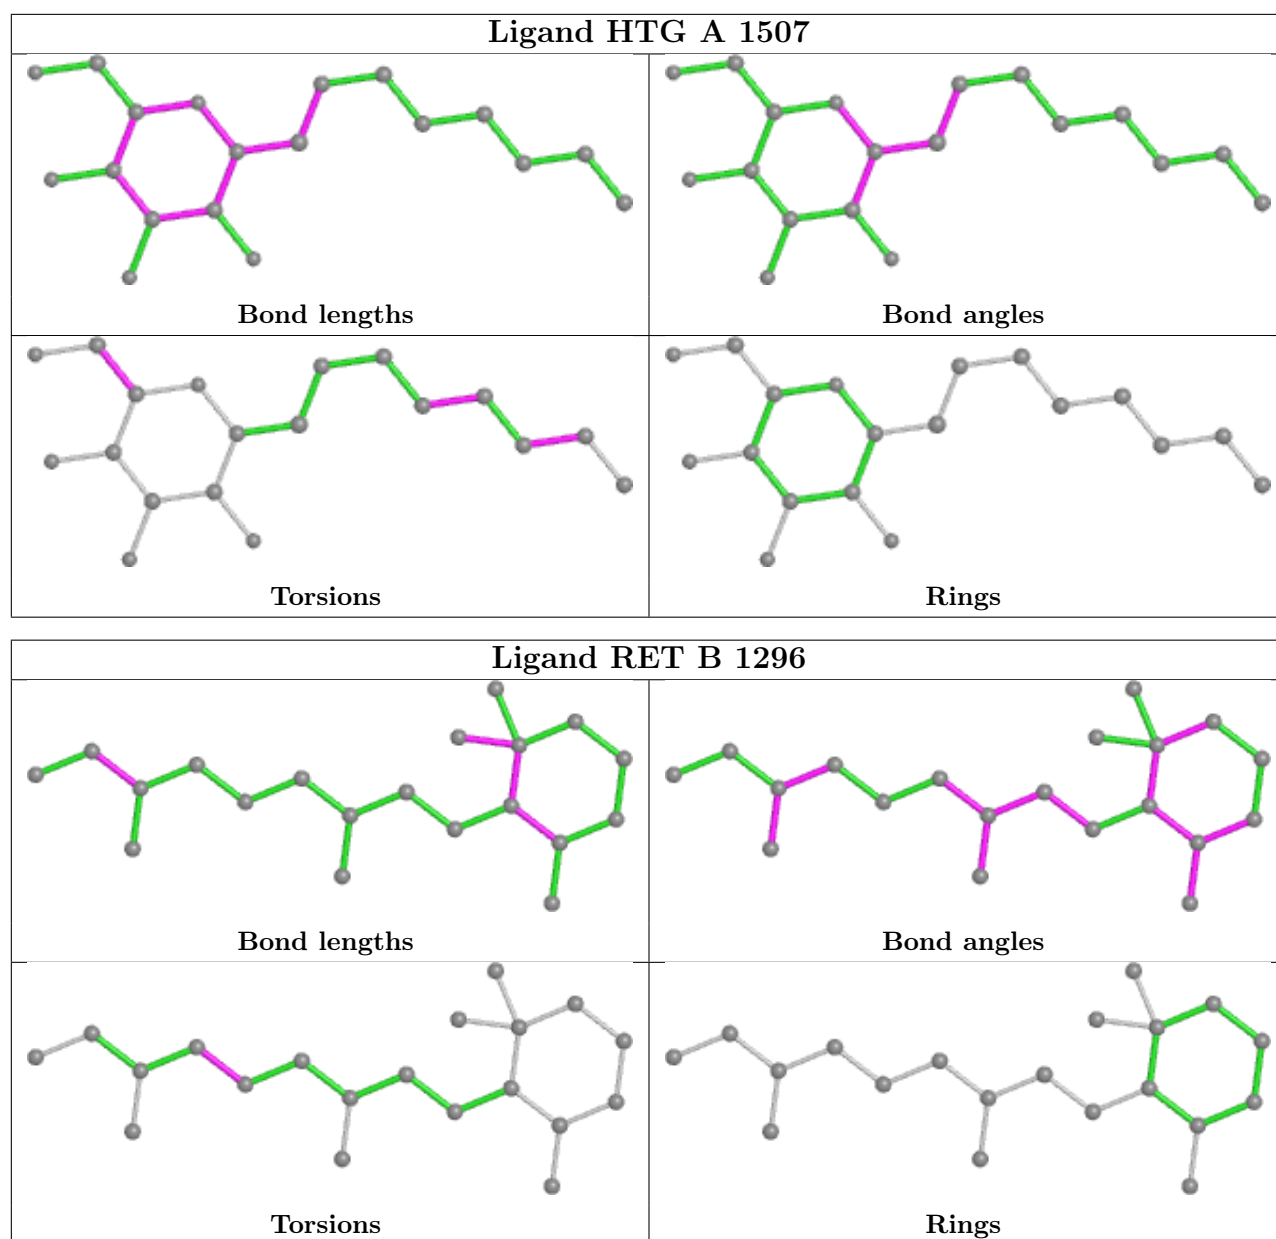 Ligand HTG A 1507
Bond lengths
Bond angles
Torsions
Rings
Ligand RET B 1296
Bond lengths
Bond angles
Torsions
Rings